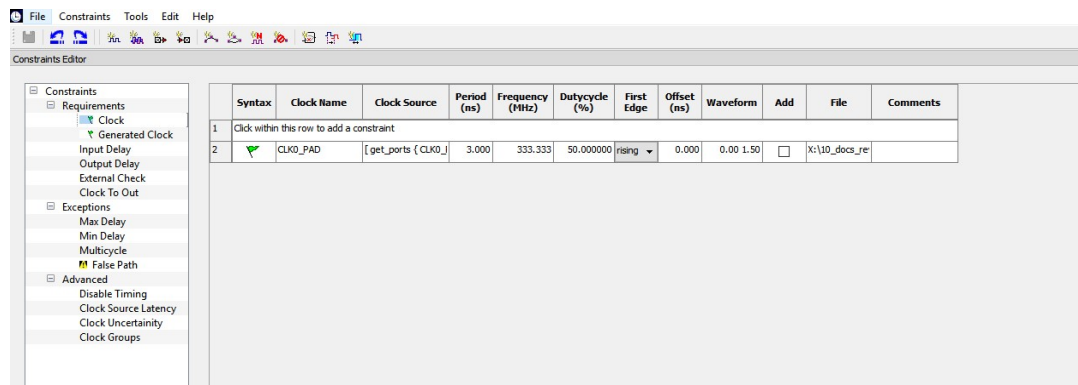 File Constraints Tools Edit Help
Constraints Editor
Constraints
Requirements
Clock
Generated Clock
Input Delay
Output Delay
External Check
Clock To Out
Exceptions
Max Delay
Min Delay
Multicycle
False Path
Advanced
Disable Timing
Clock Source Latency
Clock Uncertainity
Clock Groups
Syntax Clock Name Clock Source Period (ns) Frequency (MHz) Dutycycle (%) First Edge Offset (ns) Waveform Add File Comments
1 Click within this row to add a constraint
2 CLK0_PAD [ get_ports { CLK0_ 3.000 333.333 50.000000 rising 0.000 0.00 1.50 X:\10_docs_re